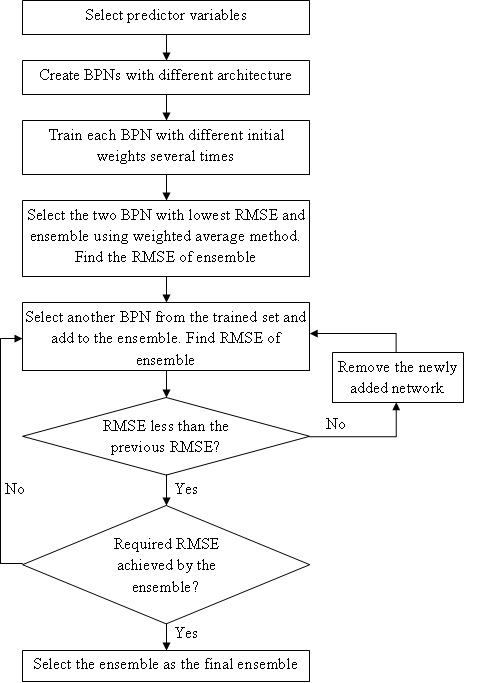 Select predictor variables
Create BPNs with different architecture
Train each BPN with different initial
weights several times
Select the two BPN with lowest RMSE and
ensemble using weighted average method.
Find the RMSE of ensemble
Select another BPN from the trained set and
add to the ensemble. Find RMSE of
ensemble
Remove the newly
added network
RMSE less than the
previous RMSE?
No
Yes
No
Required RMSE
achieved by the
ensemble?
Yes
Select the ensemble as the final ensemble